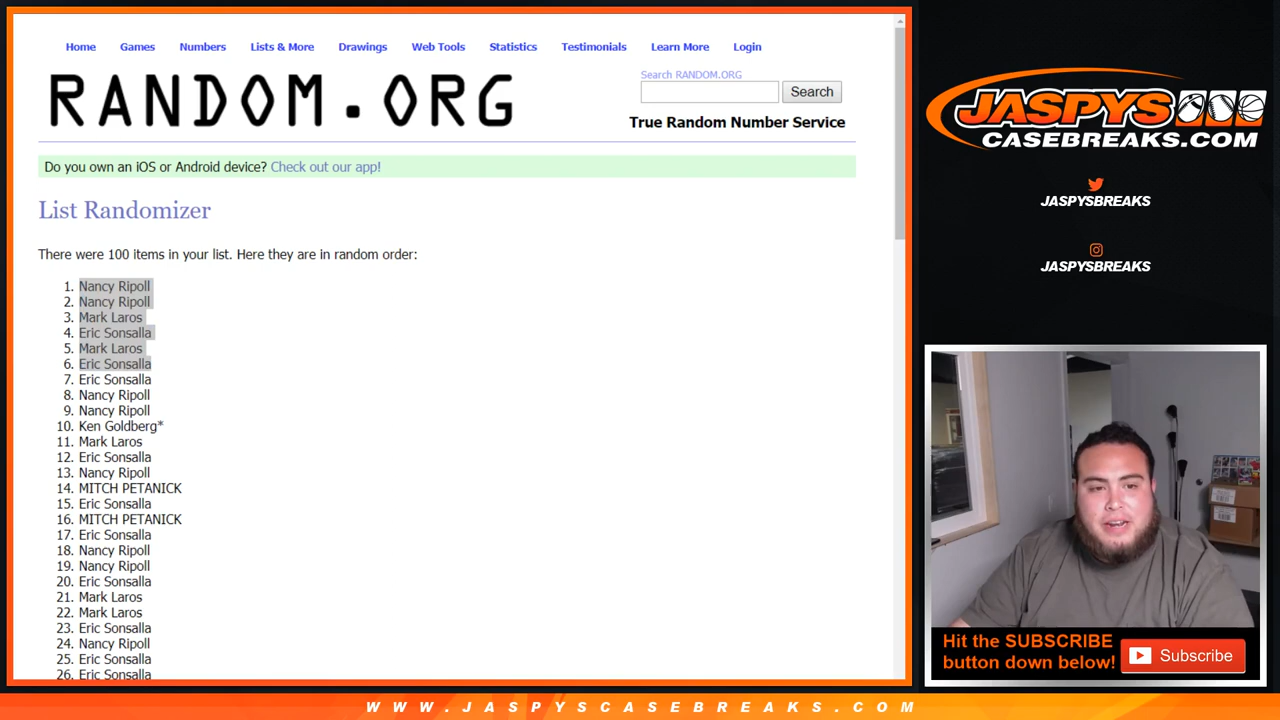 Home Games Numbers Lists & More Drawings Web Tools Statistics Testimonials Learn More Login
RANDOM.ORG
Search RANDOM.ORG
Search
True Random Number Service
Do you own an iOS or Android device? Check out our app!
List Randomizer
There were 100 items in your list. Here they are in random order:
1. Nancy Ripoll
2. Nancy Ripoll
3. Mark Laros
4. Eric Sonsalla
5. Mark Laros
6. Eric Sonsalla
7. Eric Sonsalla
8. Nancy Ripoll
9. Nancy Ripoll
10. Ken Goldberg*
11. Mark Laros
12. Eric Sonsalla
13. Nancy Ripoll
14. MITCH PETANICK
15. Eric Sonsalla
16. MITCH PETANICK
17. Eric Sonsalla
18. Nancy Ripoll
19. Nancy Ripoll
20. Eric Sonsalla
21. Mark Laros
22. Mark Laros
23. Eric Sonsalla
24. Nancy Ripoll
25. Eric Sonsalla
26. Eric Sonsalla
JASPYS
CASEBREAKS.COM
JASPYSBREAKS
JASPYSBREAKS
Hit the SUBSCRIBE
button down below!
Subscribe
WWW.JASPYSCASEBREAKS.COM